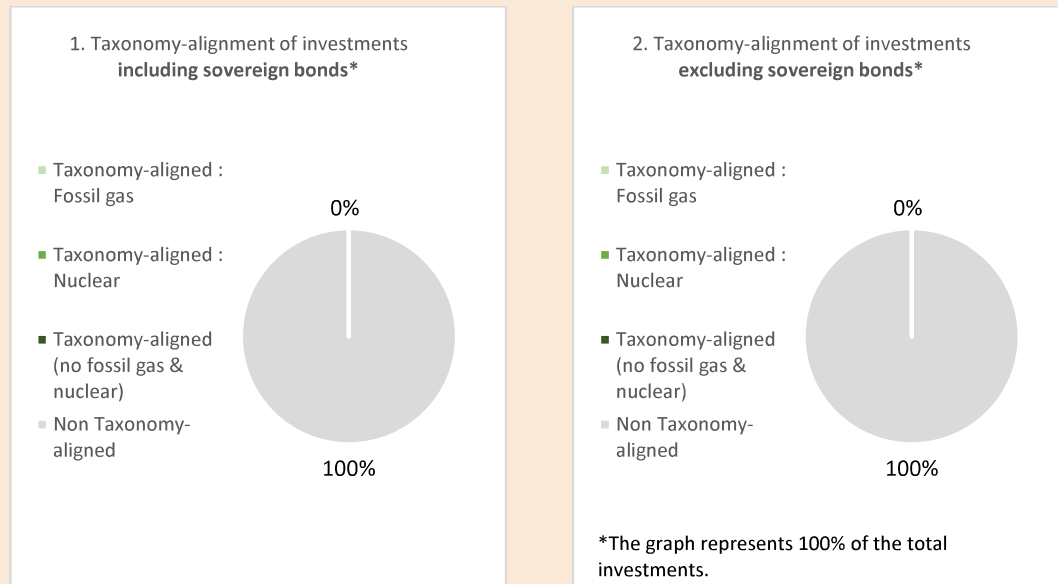 1. Taxonomy-alignment of investments
including sovereign bonds*
Taxonomy-aligned :
Fossil gas
Taxonomy-aligned :
Nuclear
Taxonomy-aligned
(no fossil gas &
nuclear)
Non Taxonomy-
aligned
0%
100%
2. Taxonomy-alignment of investments
excluding sovereign bonds*
Taxonomy-aligned :
Fossil gas
Taxonomy-aligned :
Nuclear
Taxonomy-aligned
(no fossil gas &
nuclear)
Non Taxonomy-
aligned
0%
100%
*The graph represents 100% of the total
investments.